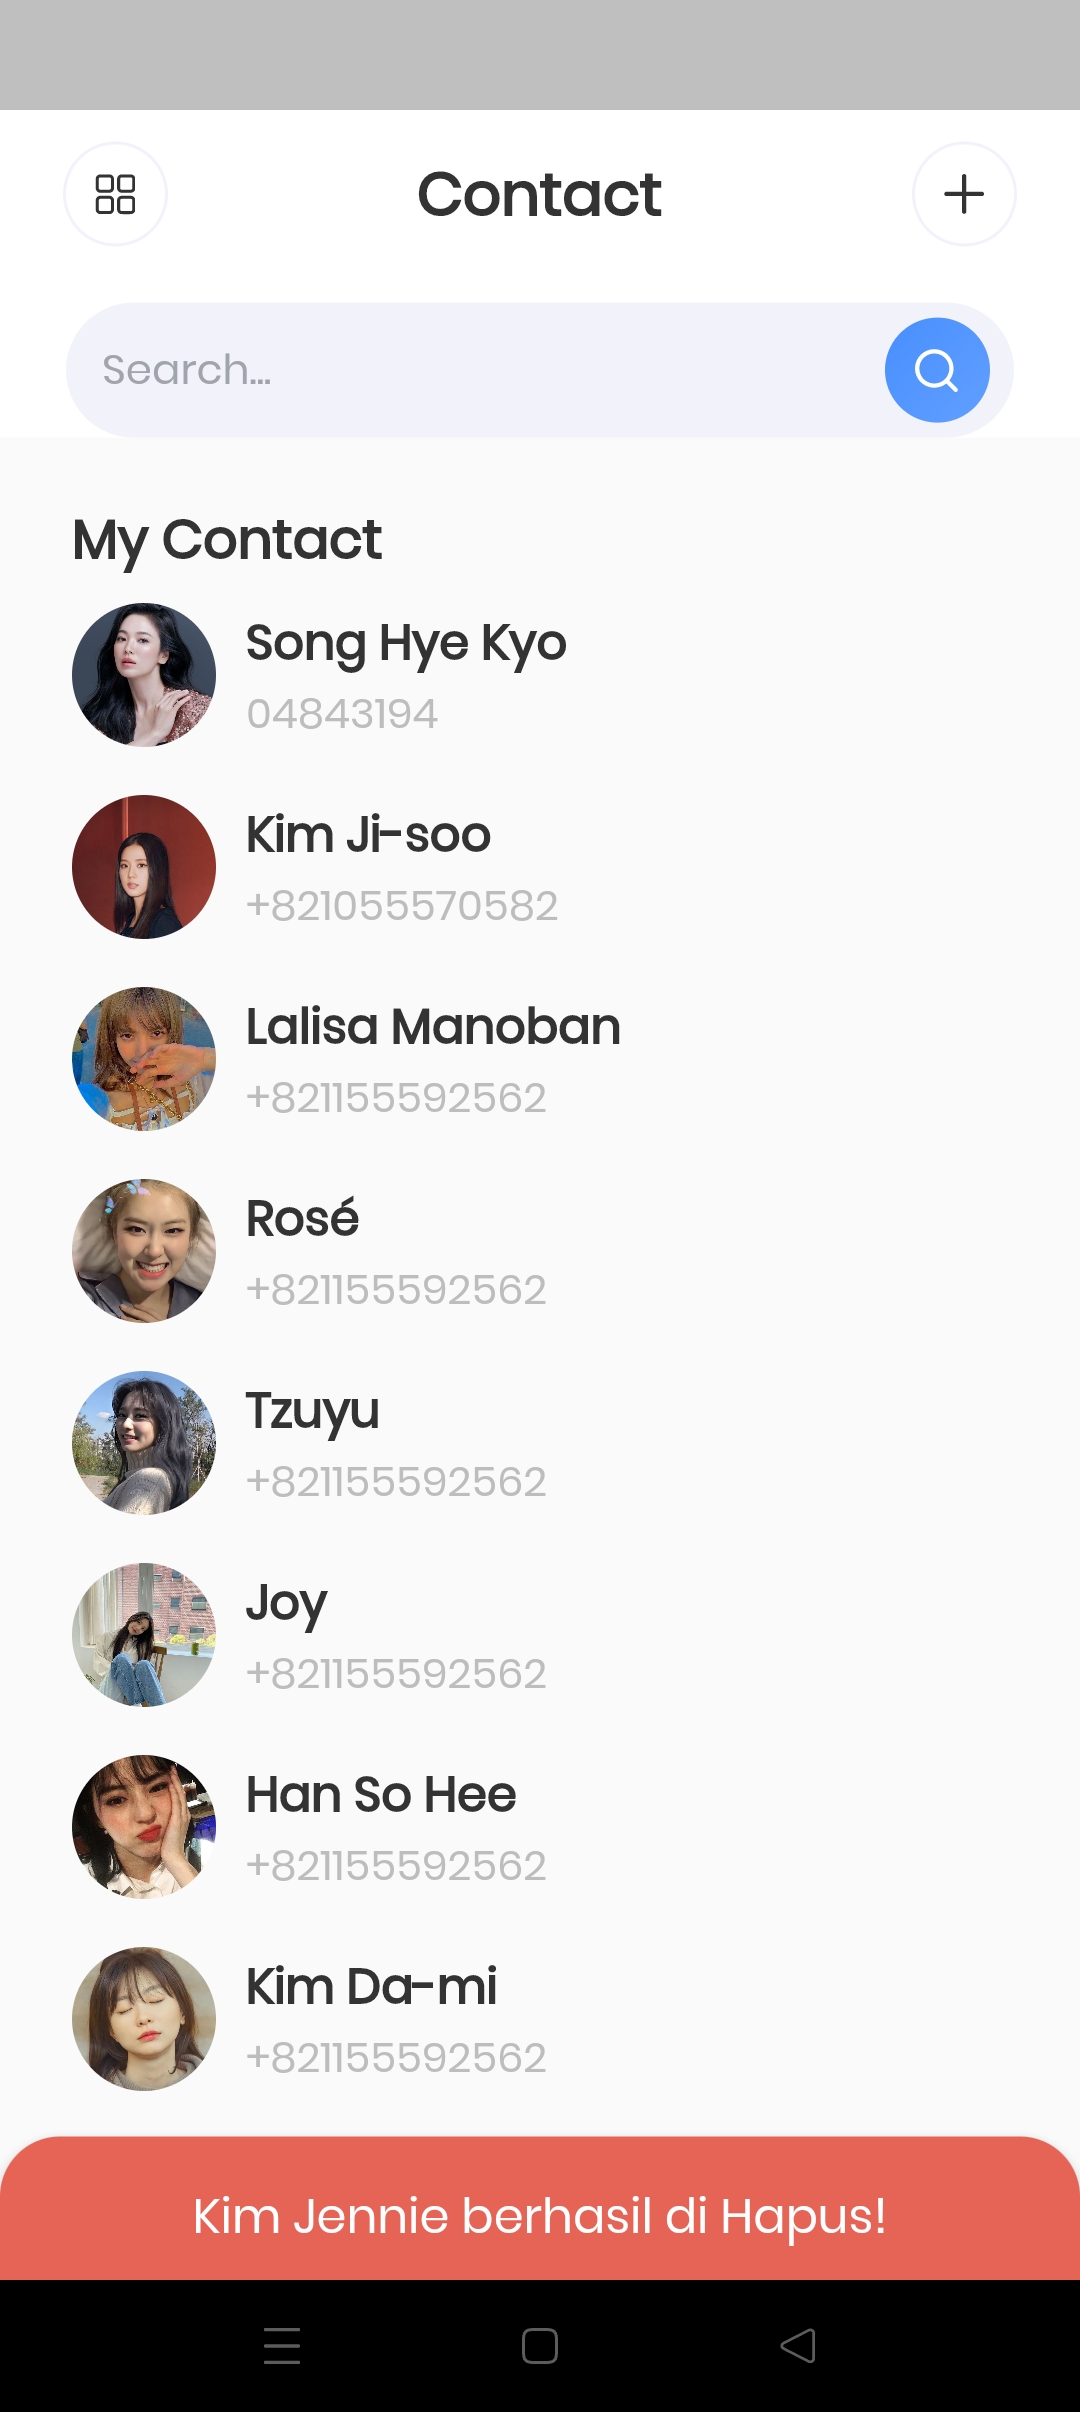 Contact
Search...
My Contact
Song Hye Kyo
04843194
Kim Ji-soo
+821055570582
Lalisa Manoban
+821155592562
Rosé
+821155592562
Tzuyu
+821155592562
Joy
+821155592562
Han So Hee
+821155592562
Kim Da-mi
+821155592562
Kim Jennie berhasil di Hapus!